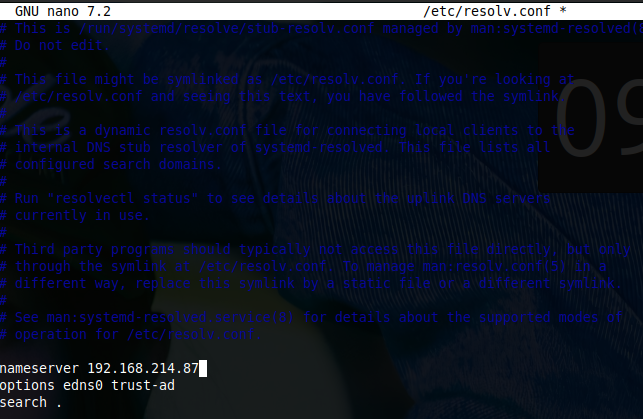 GNU nano 7.2 /etc/resolv.conf *
# This is /run/systemd/resolve/stub-resolv.conf managed by man:systemd-resolved(8
# Do not edit.
#
# This file might be symlinked as /etc/resolv.conf. If you're looking at
# /etc/resolv.conf and seeing this text, you have followed the symlink.
#
# This is a dynamic resolv.conf file for connecting local clients to the
# internal DNS stub resolver of systemd-resolved. This file lists all
# configured search domains.
#
# Run "resolvectl status" to see details about the uplink DNS servers
# currently in use.
#
# Third party programs should typically not access this file directly, but only
# through the symlink at /etc/resolv.conf. To manage man:resolv.conf(5) in a
# different way, replace this symlink by a static file or a different symlink.
#
# See man:systemd-resolved.service(8) for details about the supported modes of
# operation for /etc/resolv.conf.
nameserver 192.168.214.87
options edns0 trust-ad
search .
09